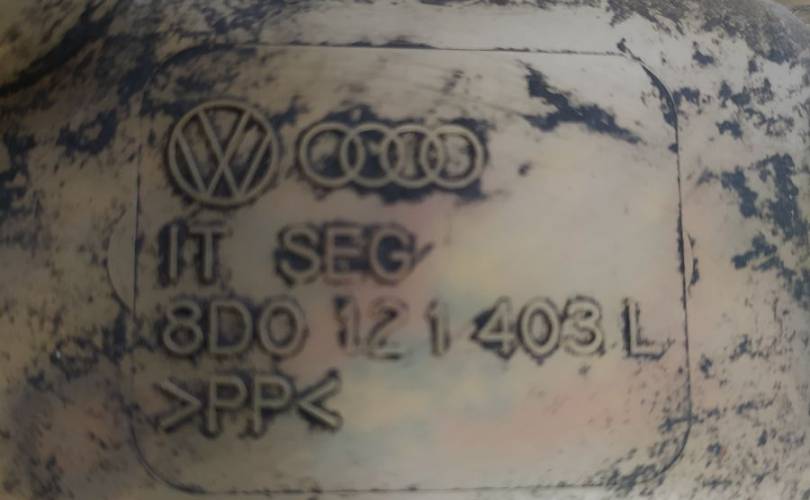 IT SEG
8D0 121 403 L
>PP<